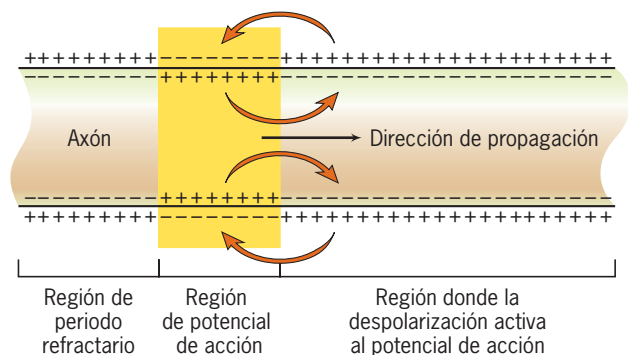 +++++++++ – – – – – – – – ++++++++++++++++++++++
– – – – – – – – – ++++++++ – – – – – – – – – – – – – – – – – – – – – –
Axón
Dirección de propagación
– – – – – – – – – ++++++++ – – – – – – – – – – – – – – – – – – – – – –
+++++++++ – – – – – – – – ++++++++++++++++++++++
Región de
periodo
refractario
Región
de potencial
de acción
Región donde la
despolarización activa
al potencial de acción